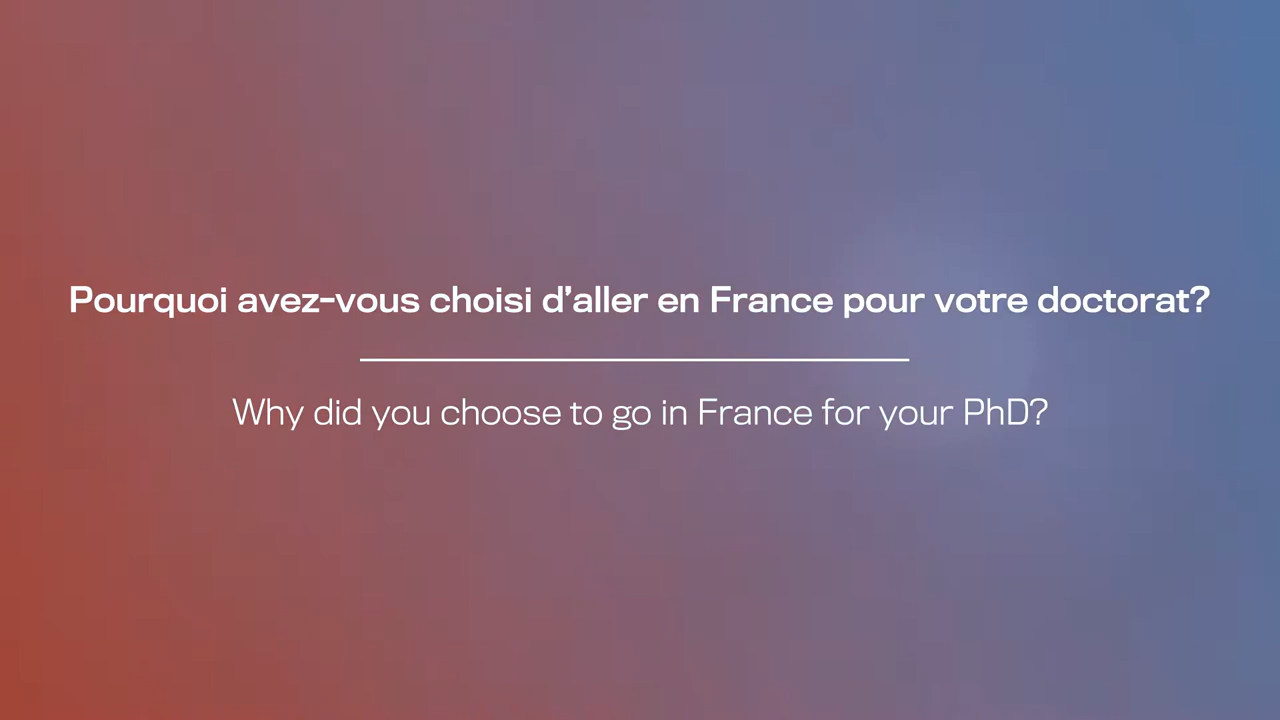 Pourquoi avez-vous choisi d’aller en France pour votre doctorat?
Why did you choose to go in France for your PhD?